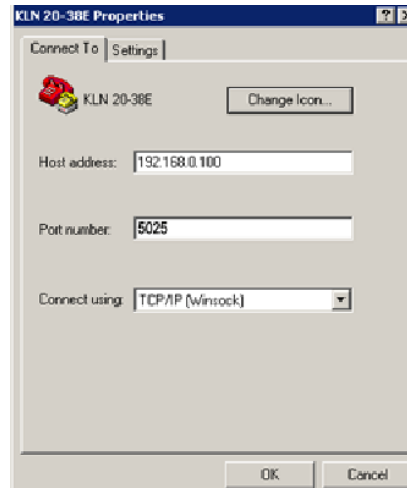 KLN 20-38E Properties
Connect To Settings
KLN 20-38E Change Icon...
Host address: 192.168.0.100
Port number: 5025
Connect using: TCP/IP (Winsock)
OK Cancel